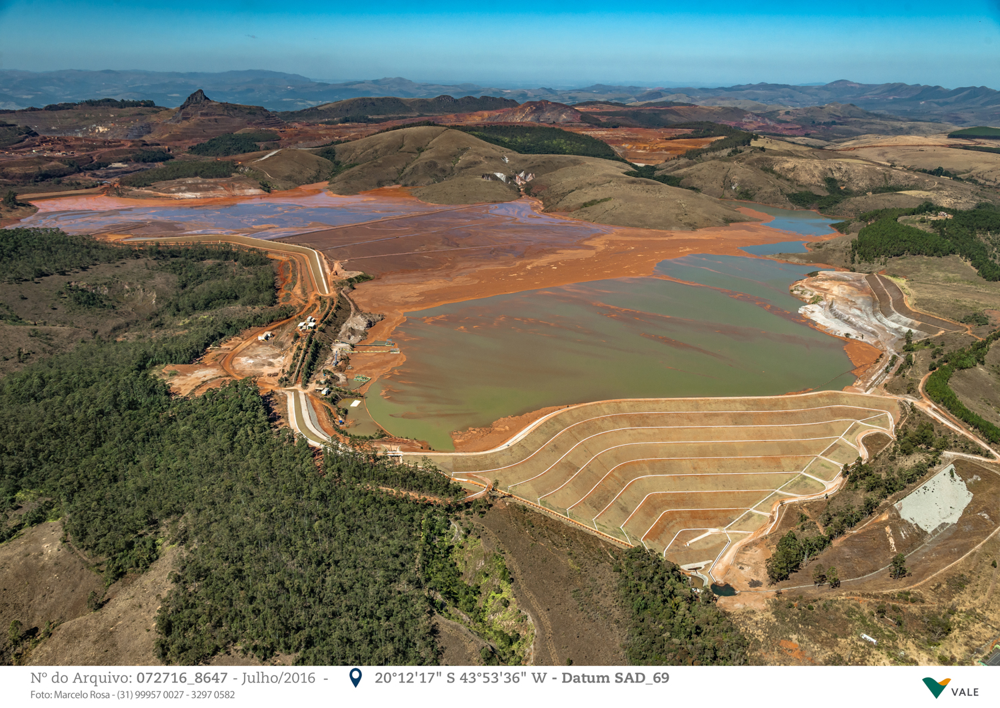 Nº do Arquivo: 072716_8647 - Julho/2016 - 20°12'17" S 43°53'36" W - Datum SAD_69
Foto: Marcelo Rosa - (31) 99957 0027 - 3297 0582
VALE